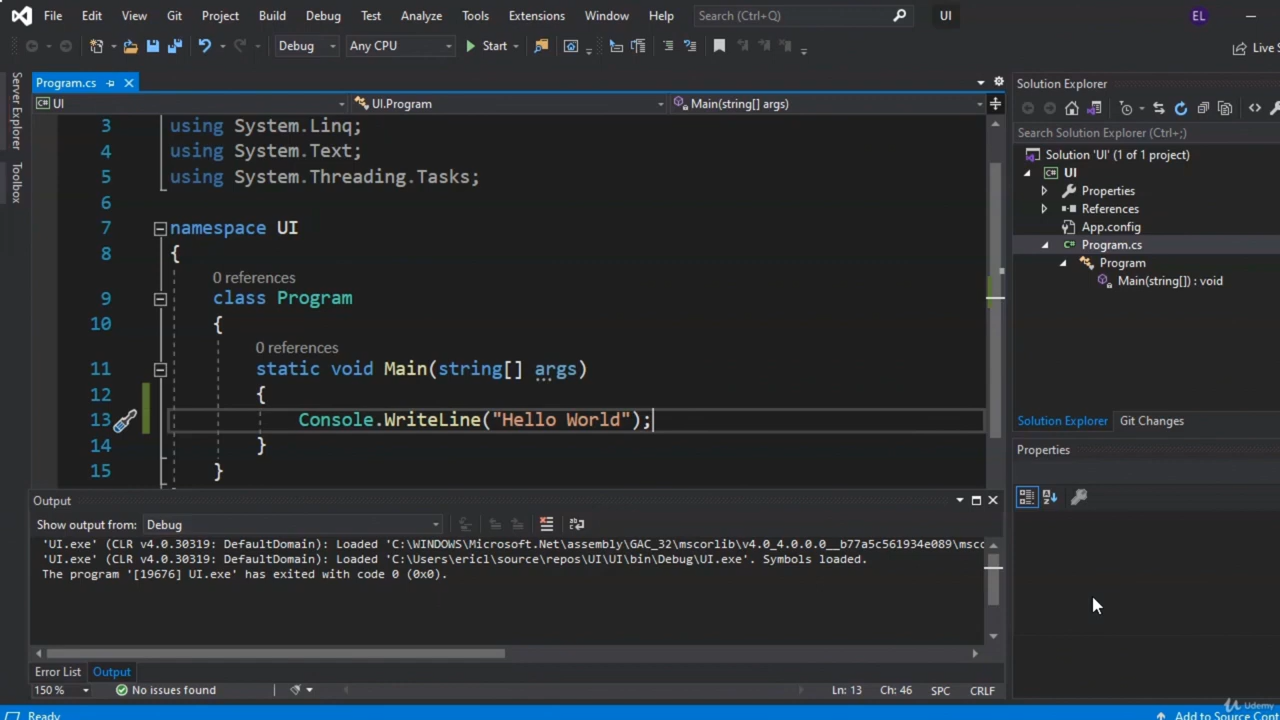 File Edit View Git Project Build Debug Test Analyze Tools Extensions Window Help Search (Ctrl+Q) UI EL
Debug Any CPU Start Live
Server Explorer
Toolbox
Program.cs
UI UI.Program Main(string[] args)
3 using System.Linq;
4 using System.Text;
5 using System.Threading.Tasks;
6
7 namespace UI
8 {
0 references
9 class Program
10 {
0 references
11 static void Main(string[] args)
12 {
13 Console.WriteLine("Hello World");
14 }
15 }
Output
Show output from: Debug
'UI.exe' (CLR v4.0.30319: DefaultDomain): Loaded 'C:\WINDOWS\Microsoft.Net\assembly\GAC_32\mscorlib\v4.0_4.0.0.0__b77a5c561934e089\msco
'UI.exe' (CLR v4.0.30319: DefaultDomain): Loaded 'C:\Users\ericl\source\repos\UI\UI\bin\Debug\UI.exe'. Symbols loaded.
The program '[19676] UI.exe' has exited with code 0 (0x0).
Error List Output
150 % No issues found Ln: 13 Ch: 46 SPC CRLF
Ready
Solution Explorer
Search Solution Explorer (Ctrl+;)
Solution 'UI' (1 of 1 project)
UI
Properties
References
App.config
Program.cs
Program
Main(string[]) : void
Solution Explorer Git Changes
Properties
Udemy
Add to Source Cont